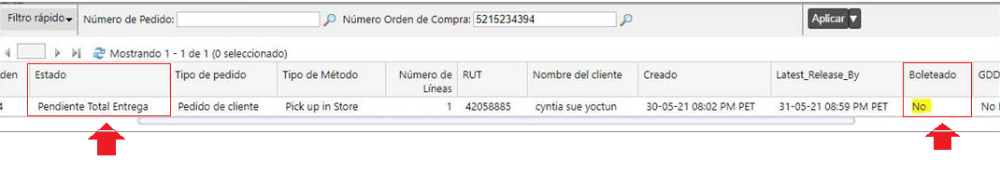 Filtro rápido Número de Pedido: Número Orden de Compra: 5215234394 Aplicar
Mostrando 1 - 1 de 1 (0 seleccionado)
den Estado Tipo de pedido Tipo de Método Número de Líneas RUT Nombre del cliente Creado Latest_Release_By Boleteado GDD
4 Pendiente Total Entrega Pedido de cliente Pick up in Store 1 42058885 cyntia sue yoctun 30-05-21 08:02 PM PET 31-05-21 08:59 PM PET No No